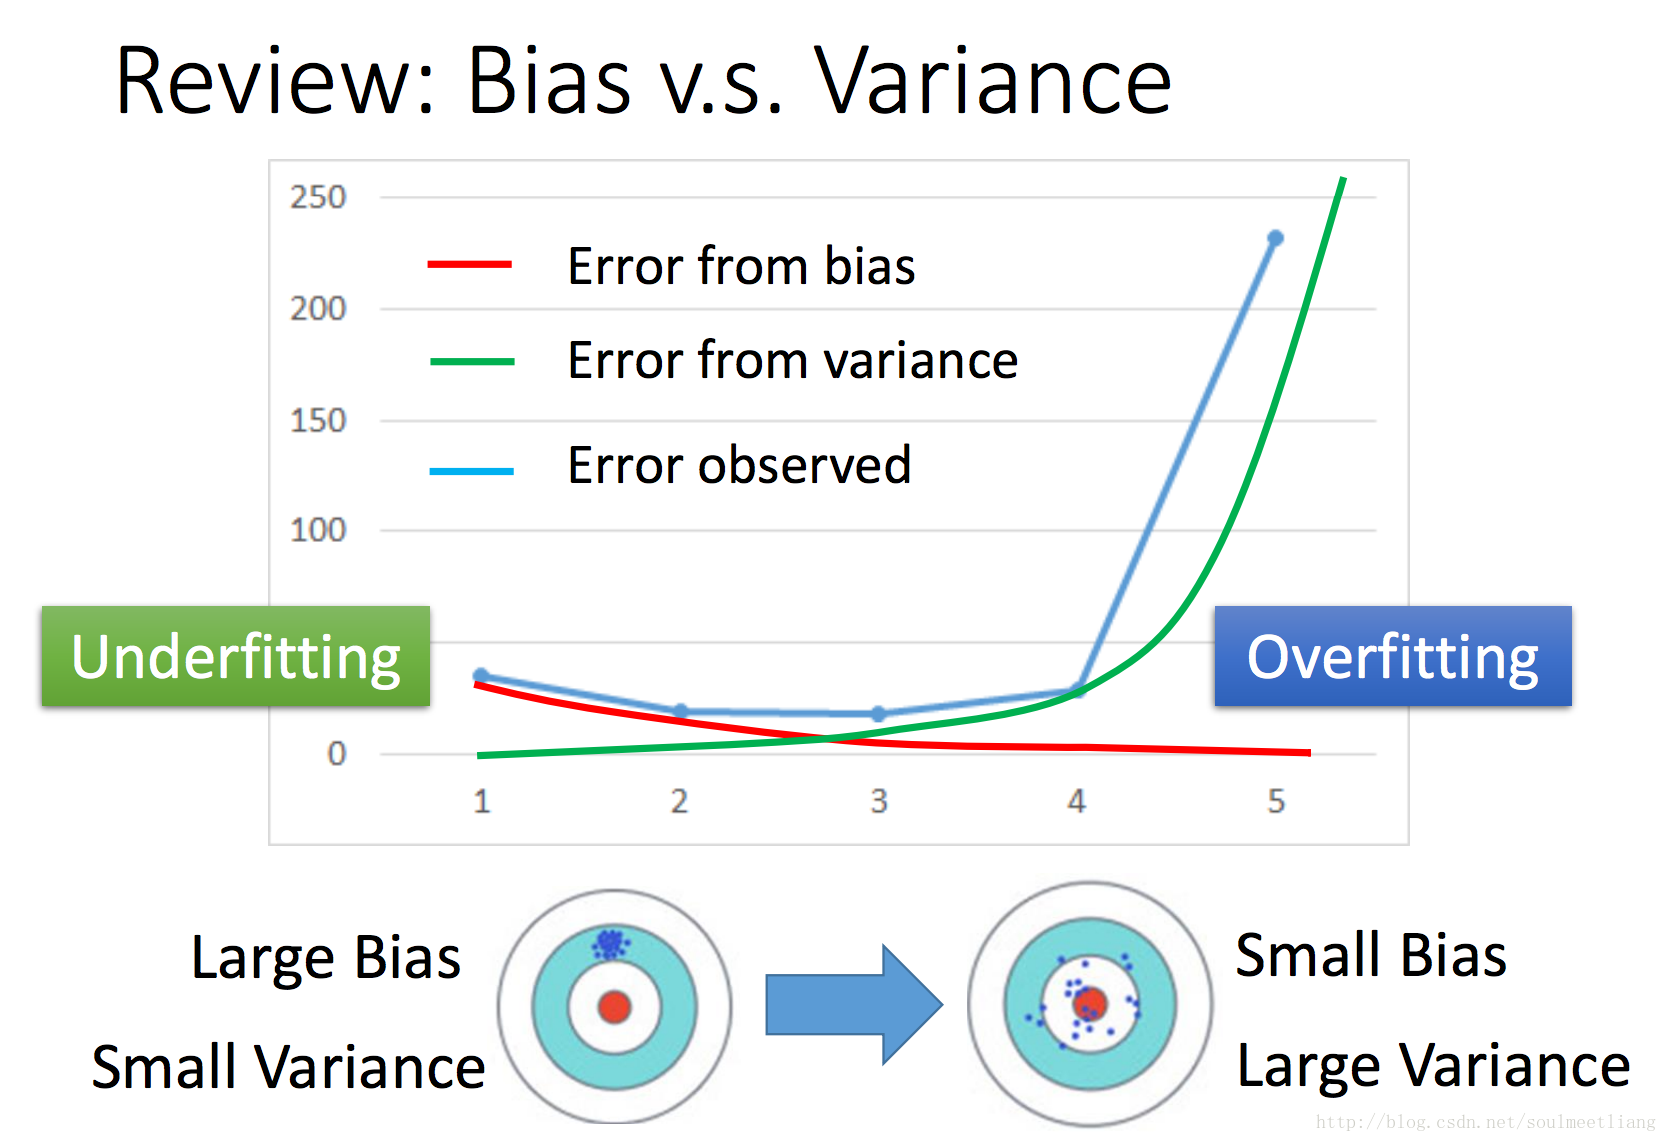 Review: Bias v.s. Variance
250
Error from bias
200
Error from variance
150
Error observed
100
Underfitting
Overfitting
0
1 2 3 4 5
Large Bias
Small Bias
Small Variance
Large Variance
http://blog.csdn.net/soulmeetliang